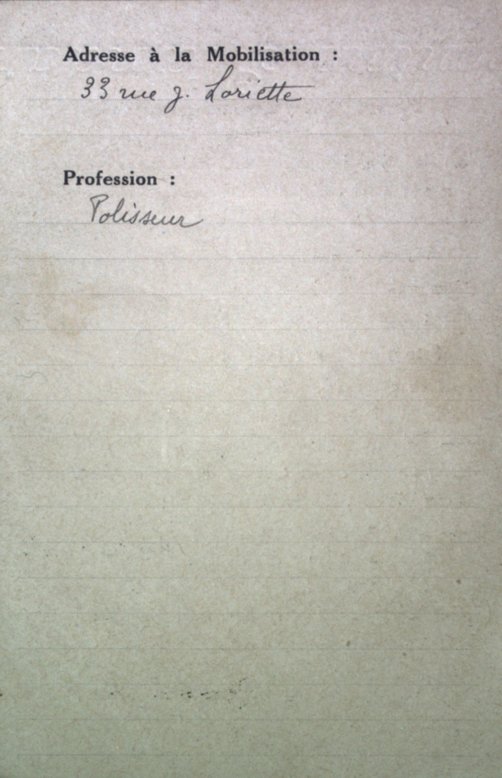 Adresse à la Mobilisation :
33 rue J. Loriette
Profession :
Polisseur